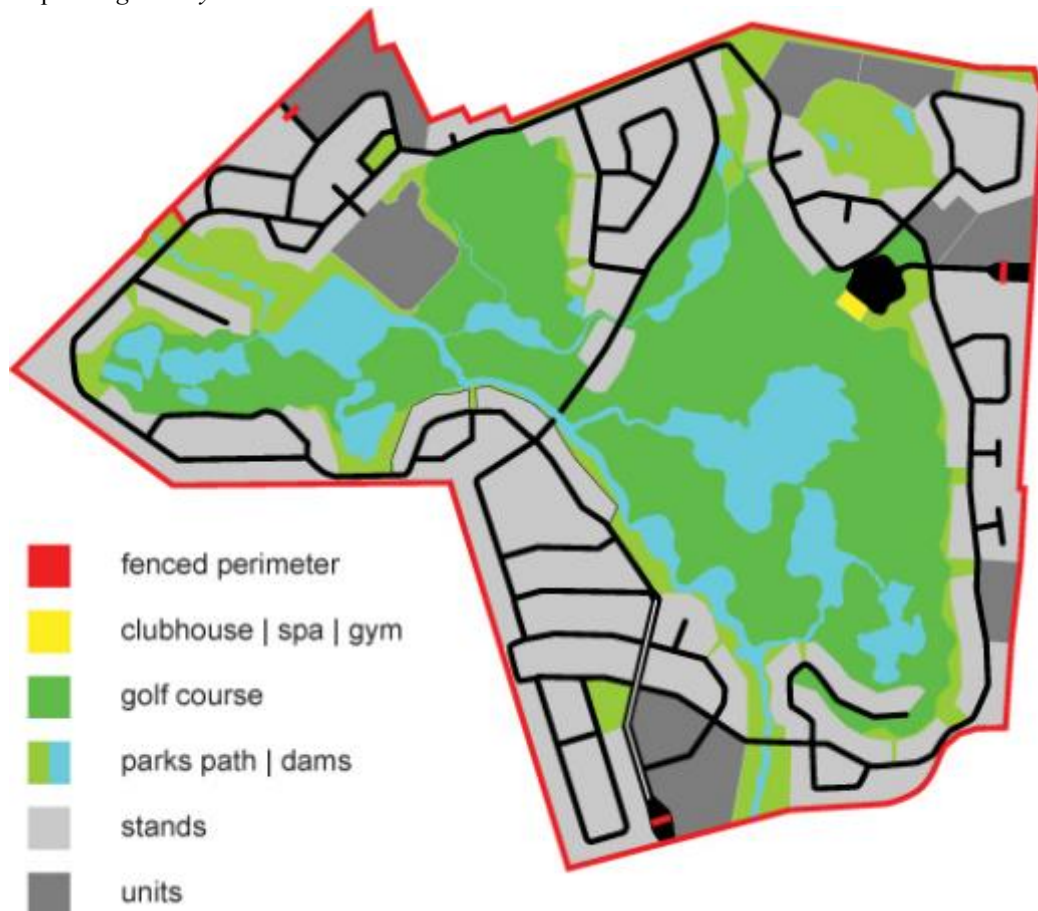 fenced perimeter
clubhouse | spa | gym
golf course
parks path | dams
stands
units